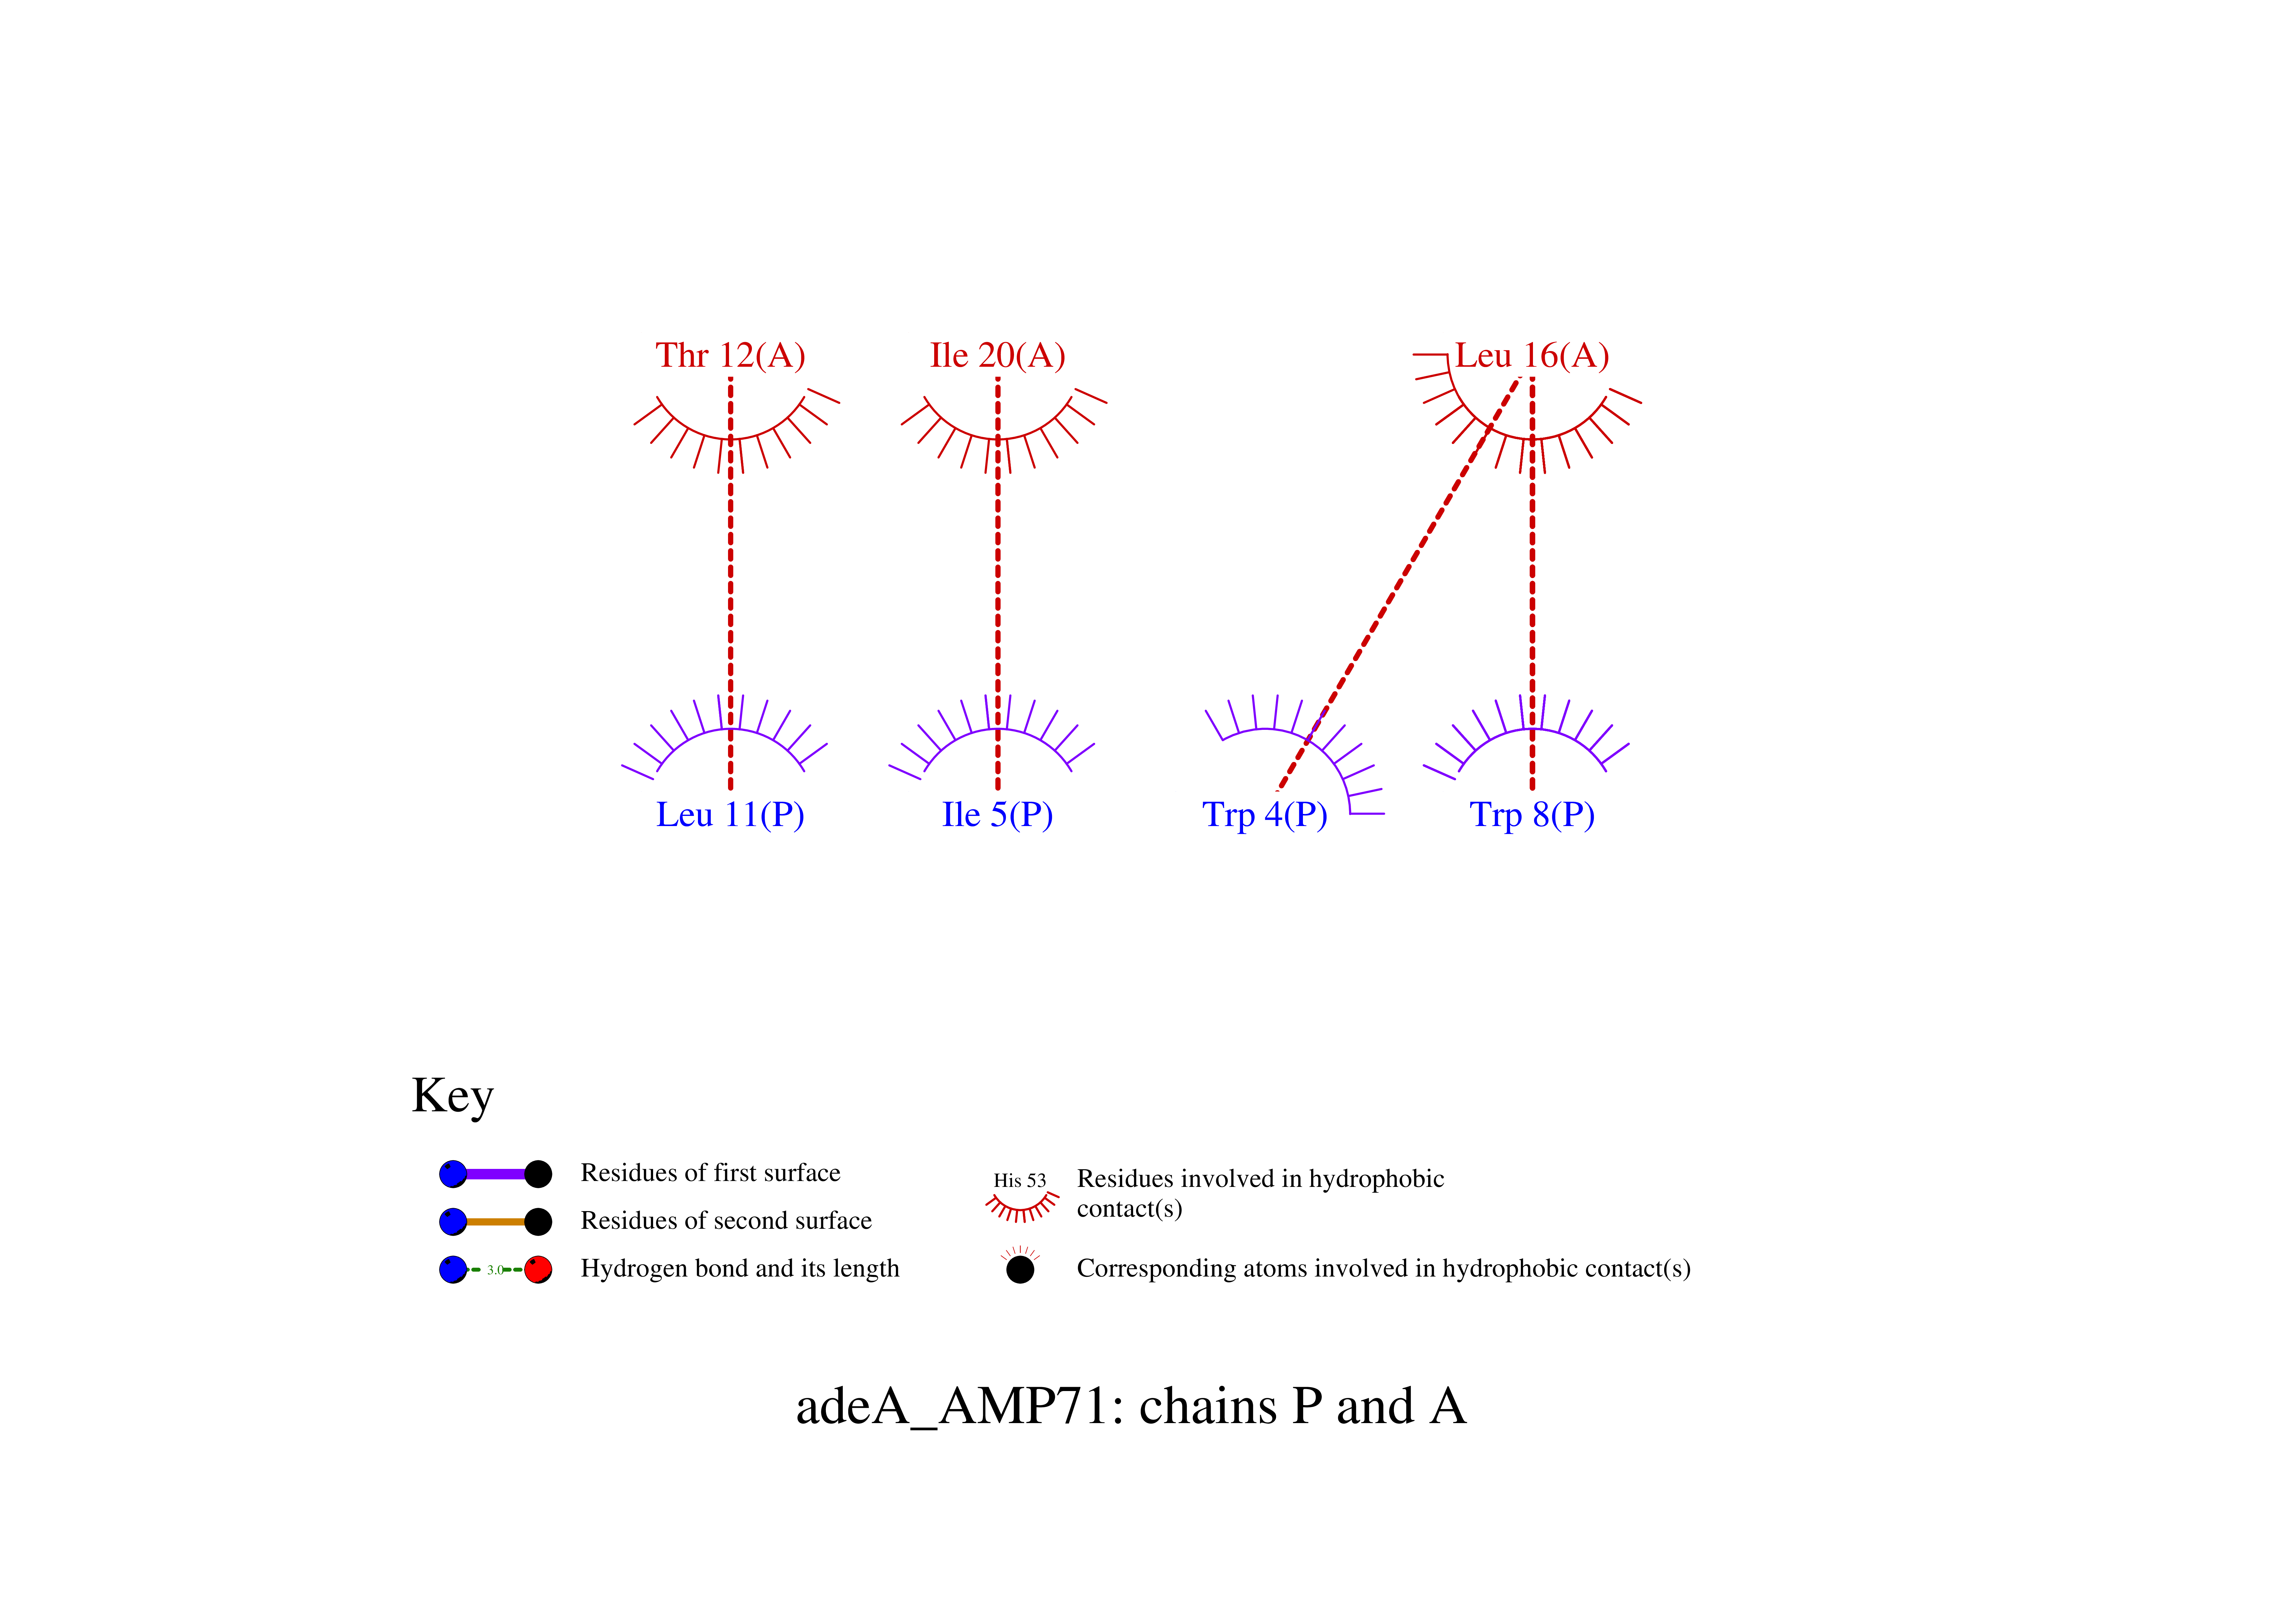 Thr 12(A) Ile 20(A) Leu 16(A)
Leu 11(P) Ile 5(P) Trp 4(P) Trp 8(P)
Key
Residues of first surface
Residues of second surface
3.0 Hydrogen bond and its length
His 53 Residues involved in hydrophobic
contact(s)
Corresponding atoms involved in hydrophobic contact(s)
adeA_AMP71: chains P and A